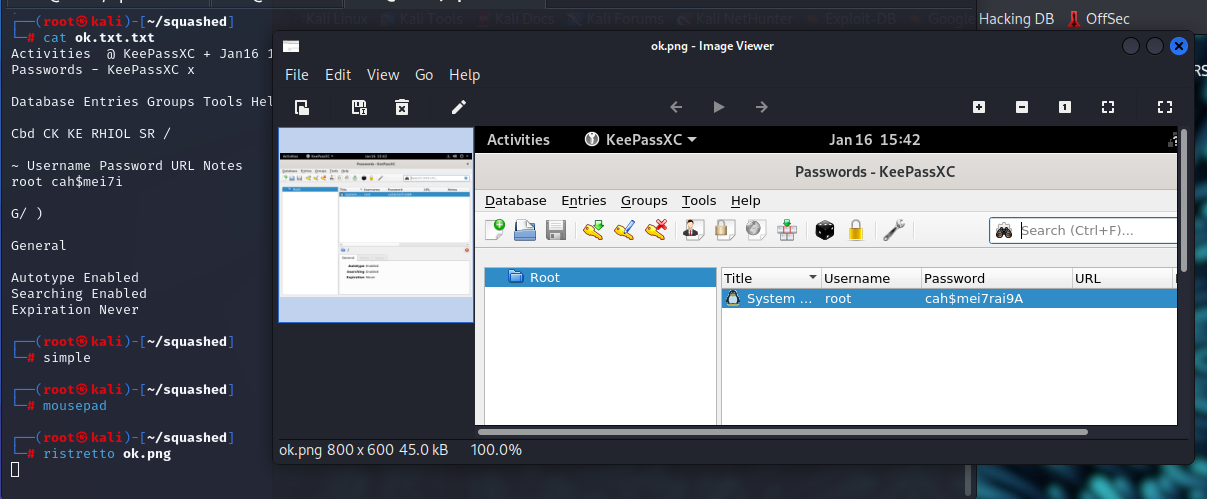 Kali Linux Kali Tools Kali Docs Kali Forums Kali NetHunter Exploit-DB Google Hacking DB OffSec
┌──(root㉿kali)-[~/squashed]
└─# cat ok.txt.txt
Activities @ KeePassXC + Jan16 1
Passwords - KeePassXC x
Database Entries Groups Tools Hel
Cbd CK KE RHIOL SR /
~ Username Password URL Notes
root cah$mei7i
G/ )
General
Autotype Enabled
Searching Enabled
Expiration Never
┌──(root㉿kali)-[~/squashed]
└─# simple
┌──(root㉿kali)-[~/squashed]
└─# mousepad
┌──(root㉿kali)-[~/squashed]
└─# ristretto ok.png
ok.png - Image Viewer
File Edit View Go Help
Activities KeePassXC Jan 16 15:42
Passwords - KeePassXC
Database Entries Groups Tools Help
Search (Ctrl+F)...
Root
Title Username Password URL
System ... root cah$mei7rai9A
ok.png 800 x 600 45.0 kB 100.0%